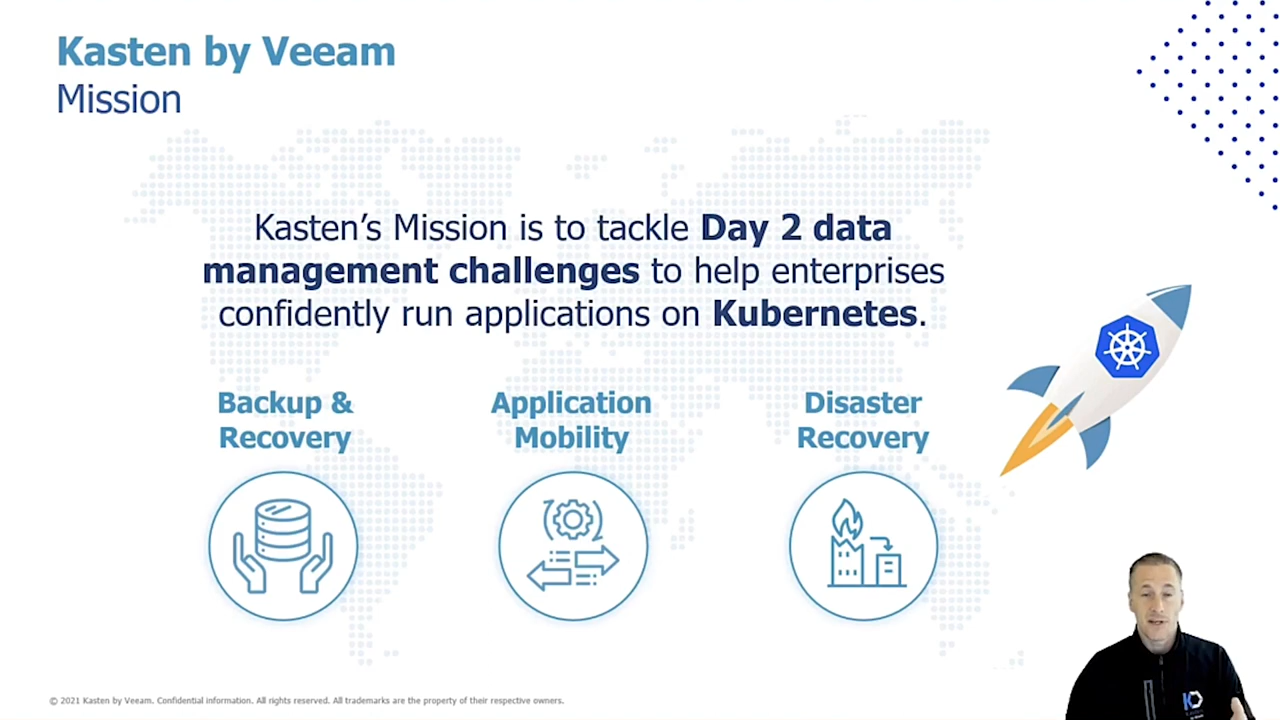 Kasten by Veeam
Mission
Kasten’s Mission is to tackle Day 2 data
management challenges to help enterprises
confidently run applications on Kubernetes.
Backup &
Recovery
Application
Mobility
Disaster
Recovery
© 2021 Kasten by Veeam. Confidential information. All rights reserved. All trademarks are the property of their respective owners.